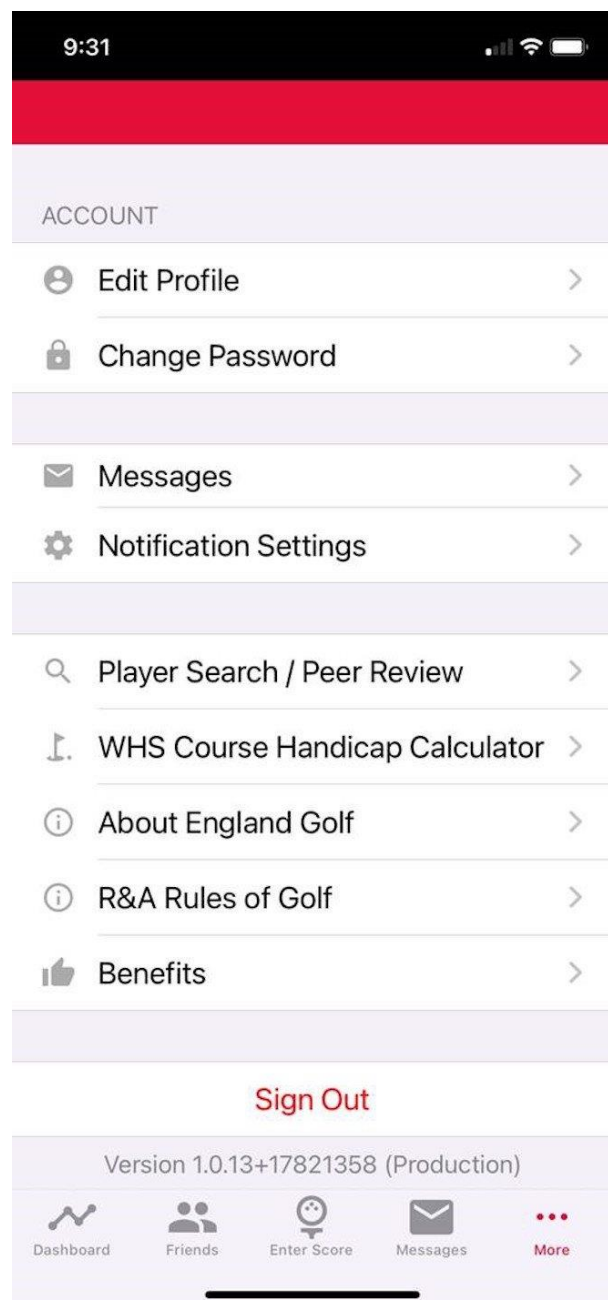 9:31
ACCOUNT
Edit Profile
Change Password
Messages
Notification Settings
Player Search / Peer Review
WHS Course Handicap Calculator
About England Golf
R&A Rules of Golf
Benefits
Sign Out
Version 1.0.13+17821358 (Production)
Dashboard Friends Enter Score Messages More